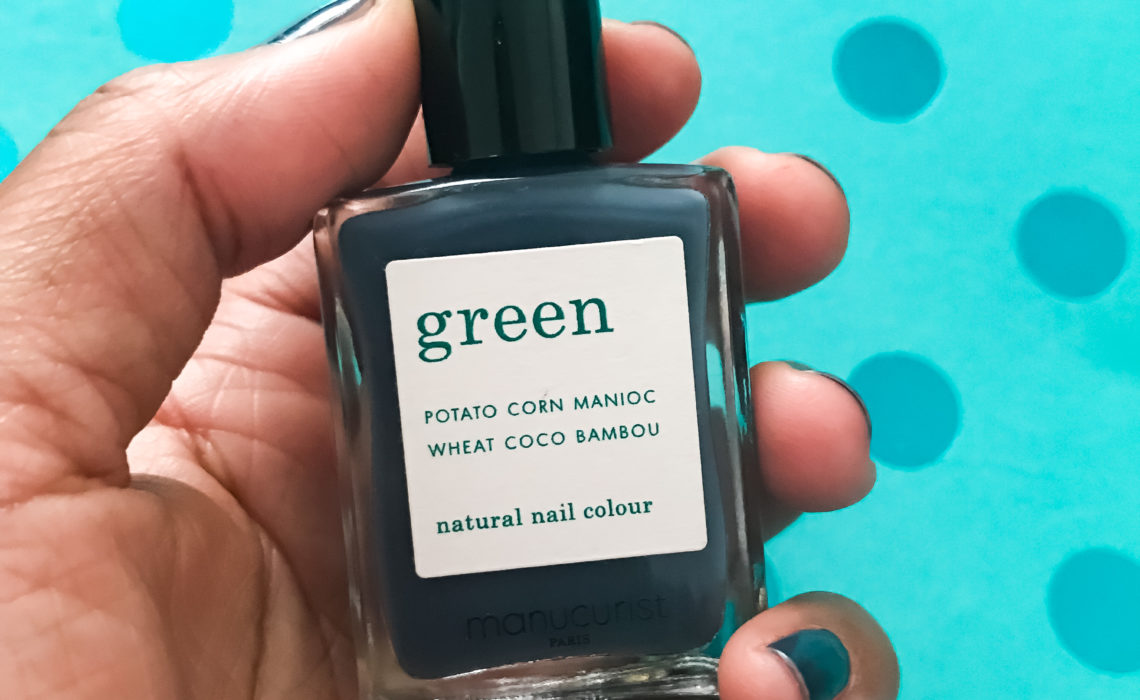 green
POTATO CORN MANIOC
WHEAT COCO BAMBOU
natural nail colour
manucurist
PARIS